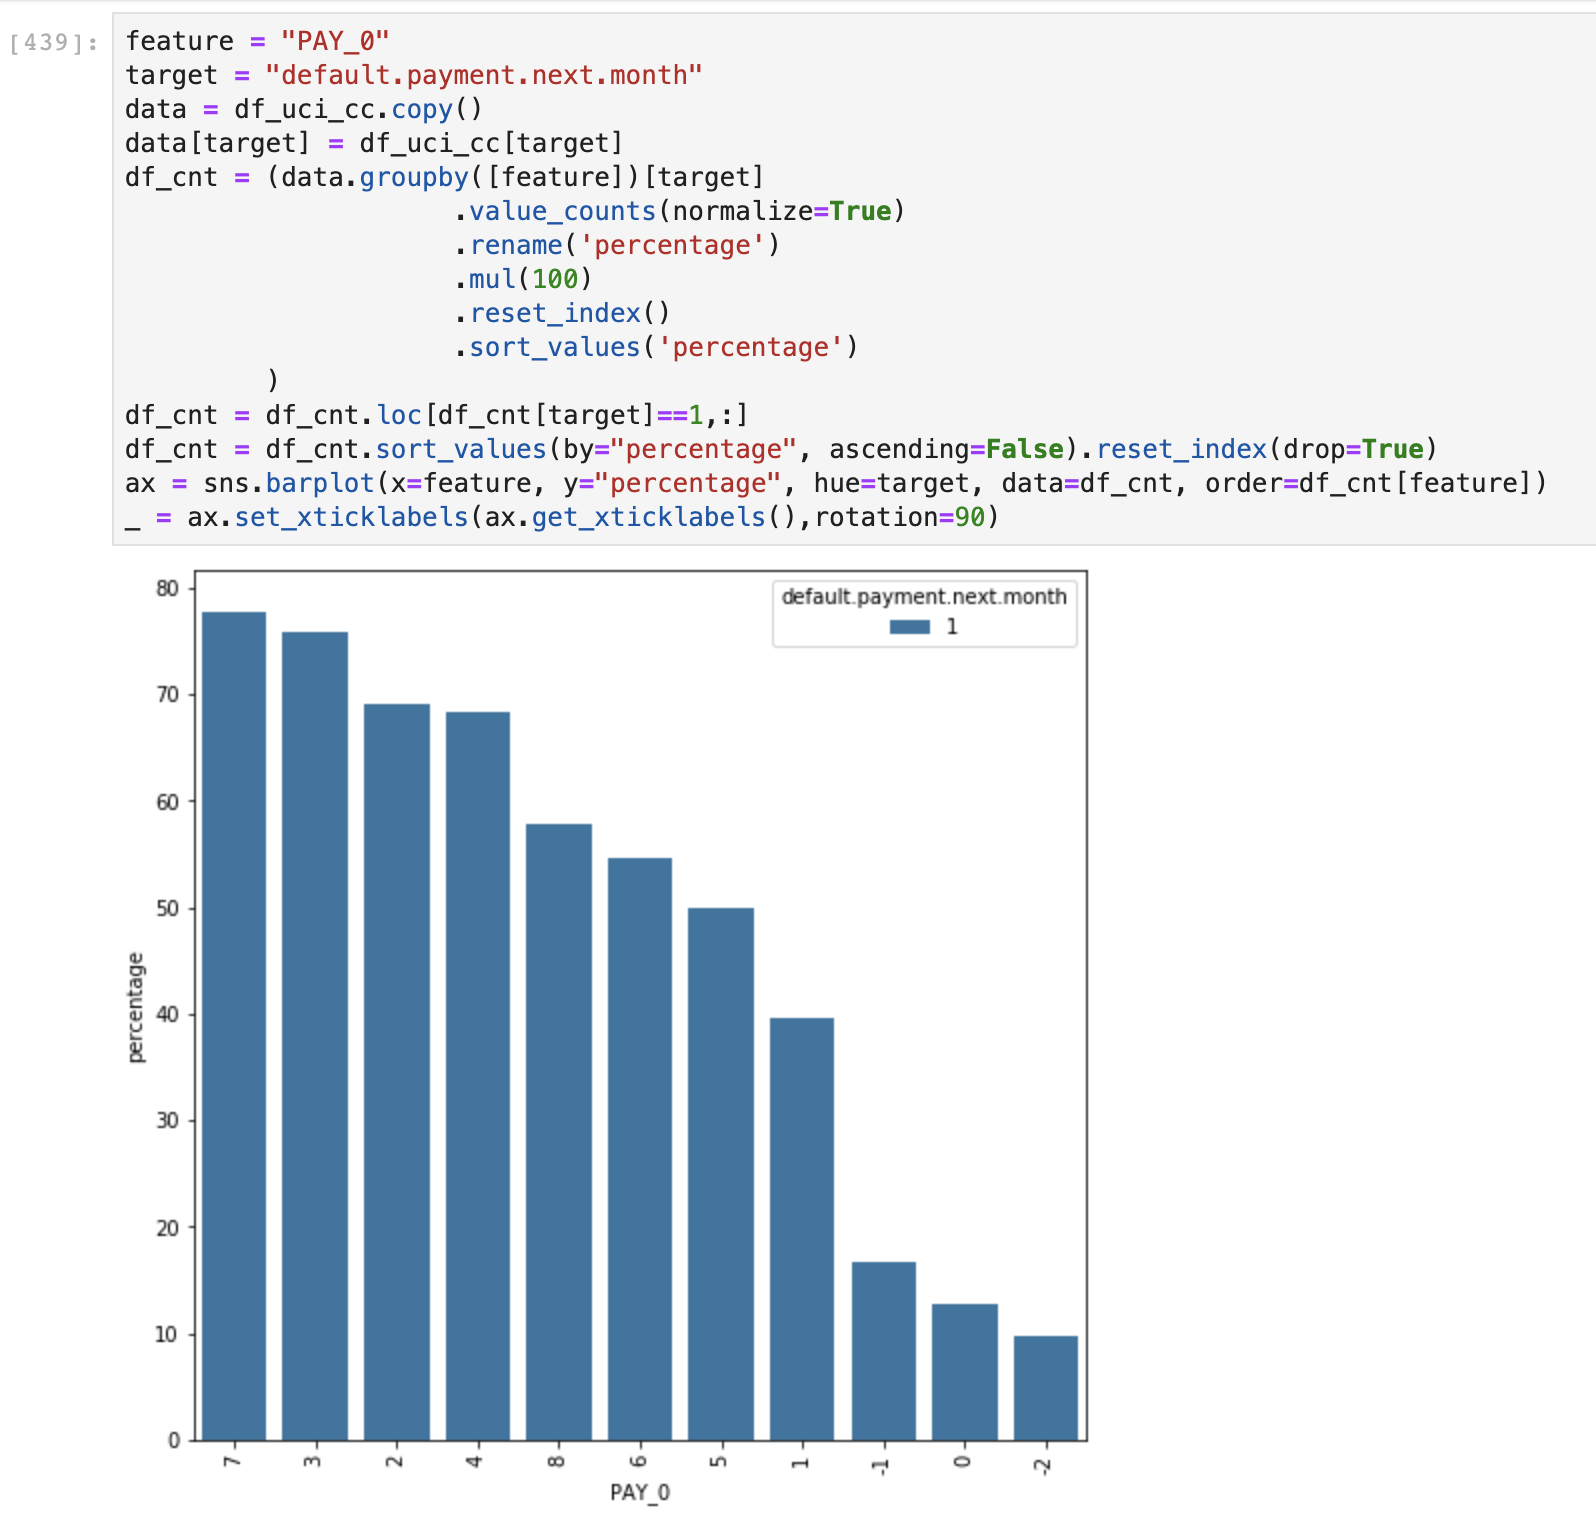 [439]:
feature = "PAY_0"
target = "default.payment.next.month"
data = df_uci_cc.copy()
data[target] = df_uci_cc[target]
df_cnt = (data.groupby([feature])[target]
.value_counts(normalize=True)
.rename('percentage')
.mul(100)
.reset_index()
.sort_values('percentage')
)
df_cnt = df_cnt.loc[df_cnt[target]==1,:]
df_cnt = df_cnt.sort_values(by="percentage", ascending=False).reset_index(drop=True)
ax = sns.barplot(x=feature, y="percentage", hue=target, data=df_cnt, order=df_cnt[feature])
_ = ax.set_xticklabels(ax.get_xticklabels(),rotation=90)
default.payment.next.month
1
80
70
60
50
40
30
20
10
0
percentage
7 3 2 4 8 6 5 1 -1 0 -2
PAY_0